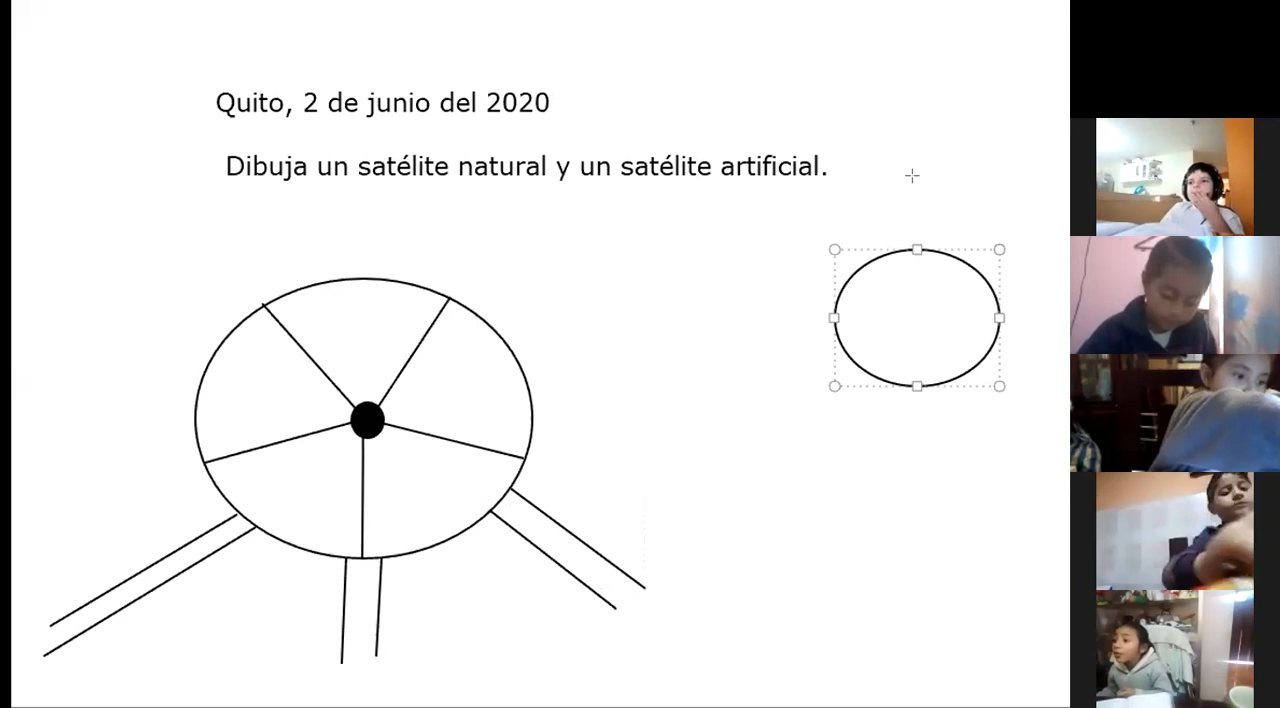 Quito, 2 de junio del 2020
Dibuja un satélite natural y un satélite artificial.